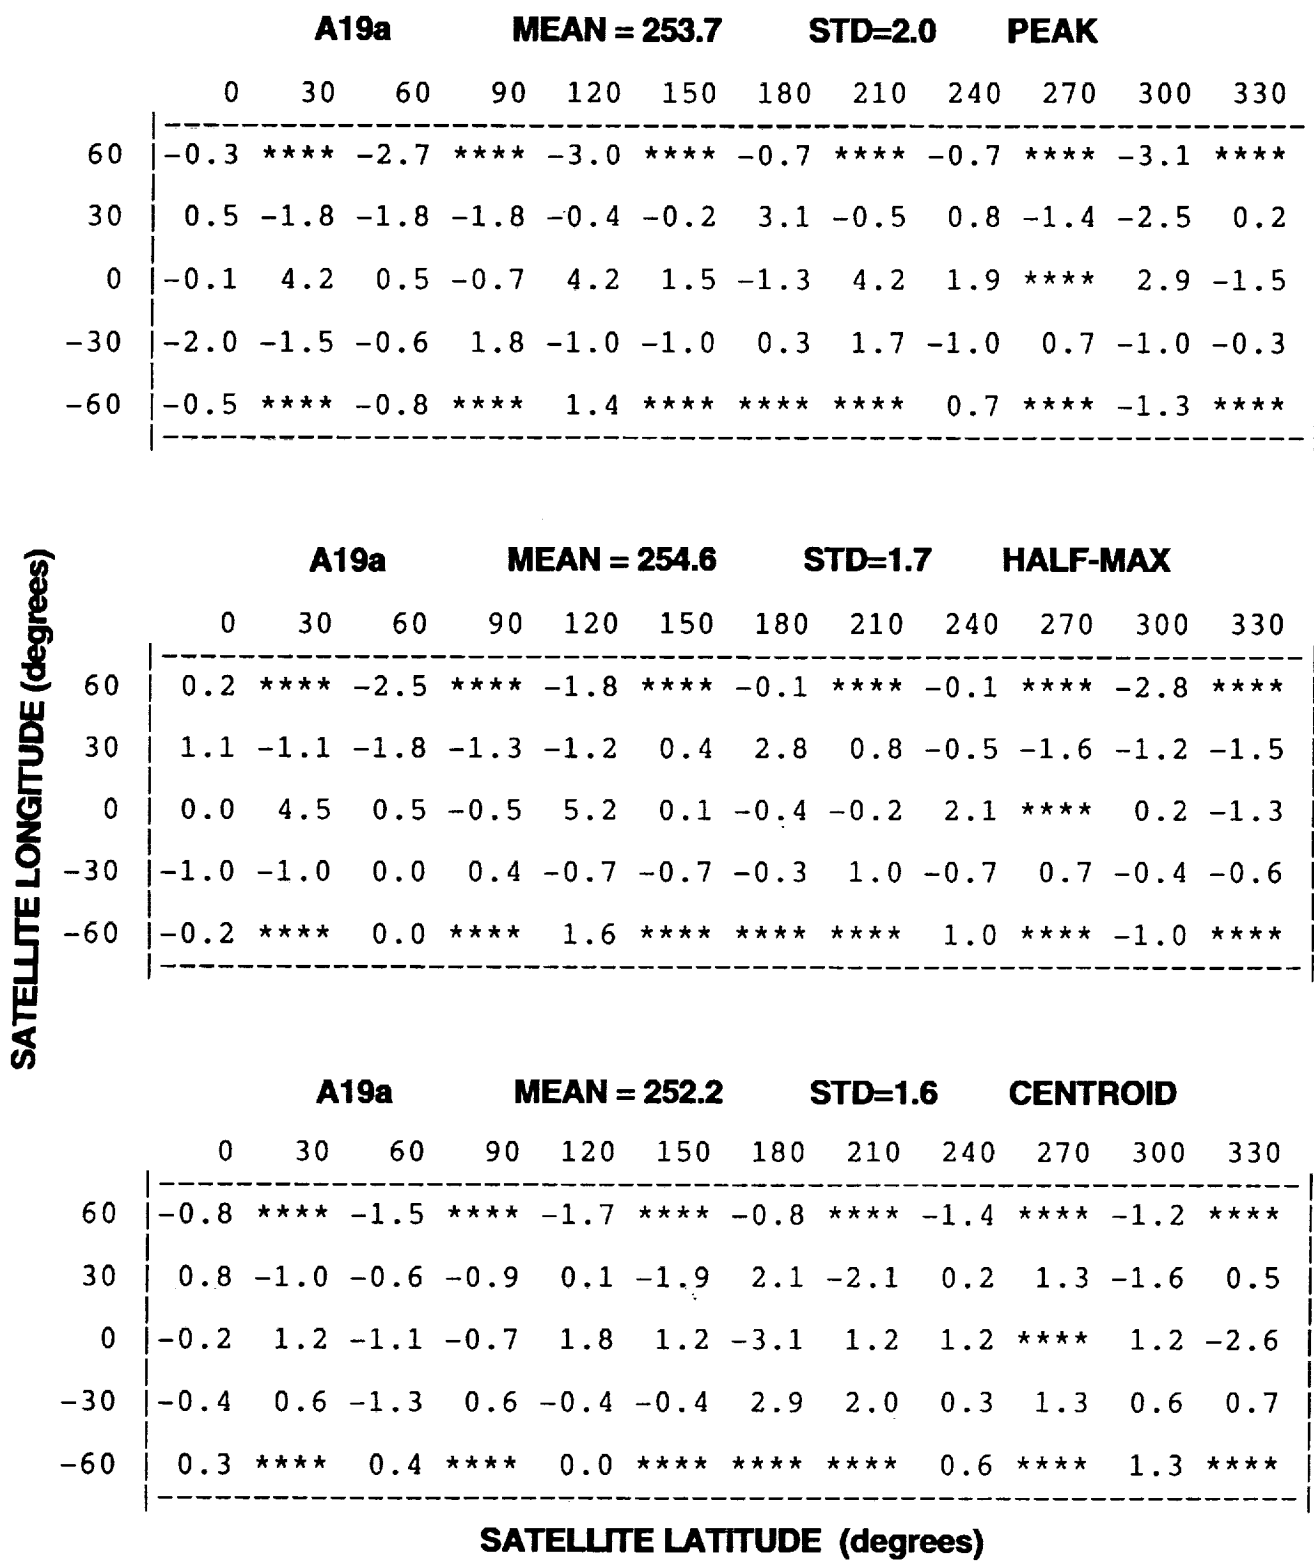 A19a MEAN = 253.7 STD=2.0 PEAK
0 30 60 90 120 150 180 210 240 270 300 330
60 -0.3 **** -2.7 **** -3.0 **** -0.7 **** -0.7 **** -3.1 ****
30 0.5 -1.8 -1.8 -1.8 -0.4 -0.2 3.1 -0.5 0.8 -1.4 -2.5 0.2
0 -0.1 4.2 0.5 -0.7 4.2 1.5 -1.3 4.2 1.9 **** 2.9 -1.5
-30 -2.0 -1.5 -0.6 1.8 -1.0 -1.0 0.3 1.7 -1.0 0.7 -1.0 -0.3
-60 -0.5 **** -0.8 **** 1.4 **** **** **** 0.7 **** -1.3 ****
SATELLITE LONGITUDE (degrees)
A19a MEAN = 254.6 STD=1.7 HALF-MAX
0 30 60 90 120 150 180 210 240 270 300 330
60 0.2 **** -2.5 **** -1.8 **** -0.1 **** -0.1 **** -2.8 ****
30 1.1 -1.1 -1.8 -1.3 -1.2 0.4 2.8 0.8 -0.5 -1.6 -1.2 -1.5
0 0.0 4.5 0.5 -0.5 5.2 0.1 -0.4 -0.2 2.1 **** 0.2 -1.3
-30 -1.0 -1.0 0.0 0.4 -0.7 -0.7 -0.3 1.0 -0.7 0.7 -0.4 -0.6
-60 -0.2 **** 0.0 **** 1.6 **** **** **** 1.0 **** -1.0 ****
A19a MEAN = 252.2 STD=1.6 CENTROID
0 30 60 90 120 150 180 210 240 270 300 330
60 -0.8 **** -1.5 **** -1.7 **** -0.8 **** -1.4 **** -1.2 ****
30 0.8 -1.0 -0.6 -0.9 0.1 -1.9 2.1 -2.1 0.2 1.3 -1.6 0.5
0 -0.2 1.2 -1.1 -0.7 1.8 1.2 -3.1 1.2 1.2 **** 1.2 -2.6
-30 -0.4 0.6 -1.3 0.6 -0.4 -0.4 2.9 2.0 0.3 1.3 0.6 0.7
-60 0.3 **** 0.4 **** 0.0 **** **** **** 0.6 **** 1.3 ****
SATELLITE LATITUDE (degrees)